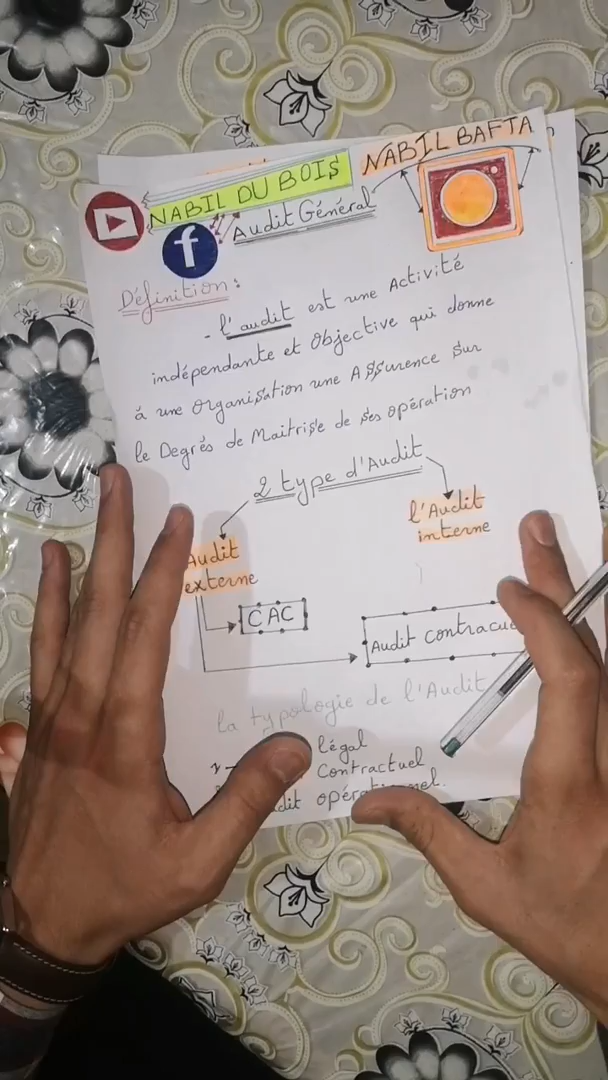 NABIL DU BOIS
NABIL BAFTA
f
Audit Général
Définition:
- l'audit est une Activité
indépendante et Objective qui donne
à une Organisation une Assurence sur
le Degrés de Maitrise de ses opération
2 type d'Audit
Audit
externe
l'Audit
interne
CAC
Audit Contracu
la typologie de l'Audit
légal
Contractuel
dit opérationnel.